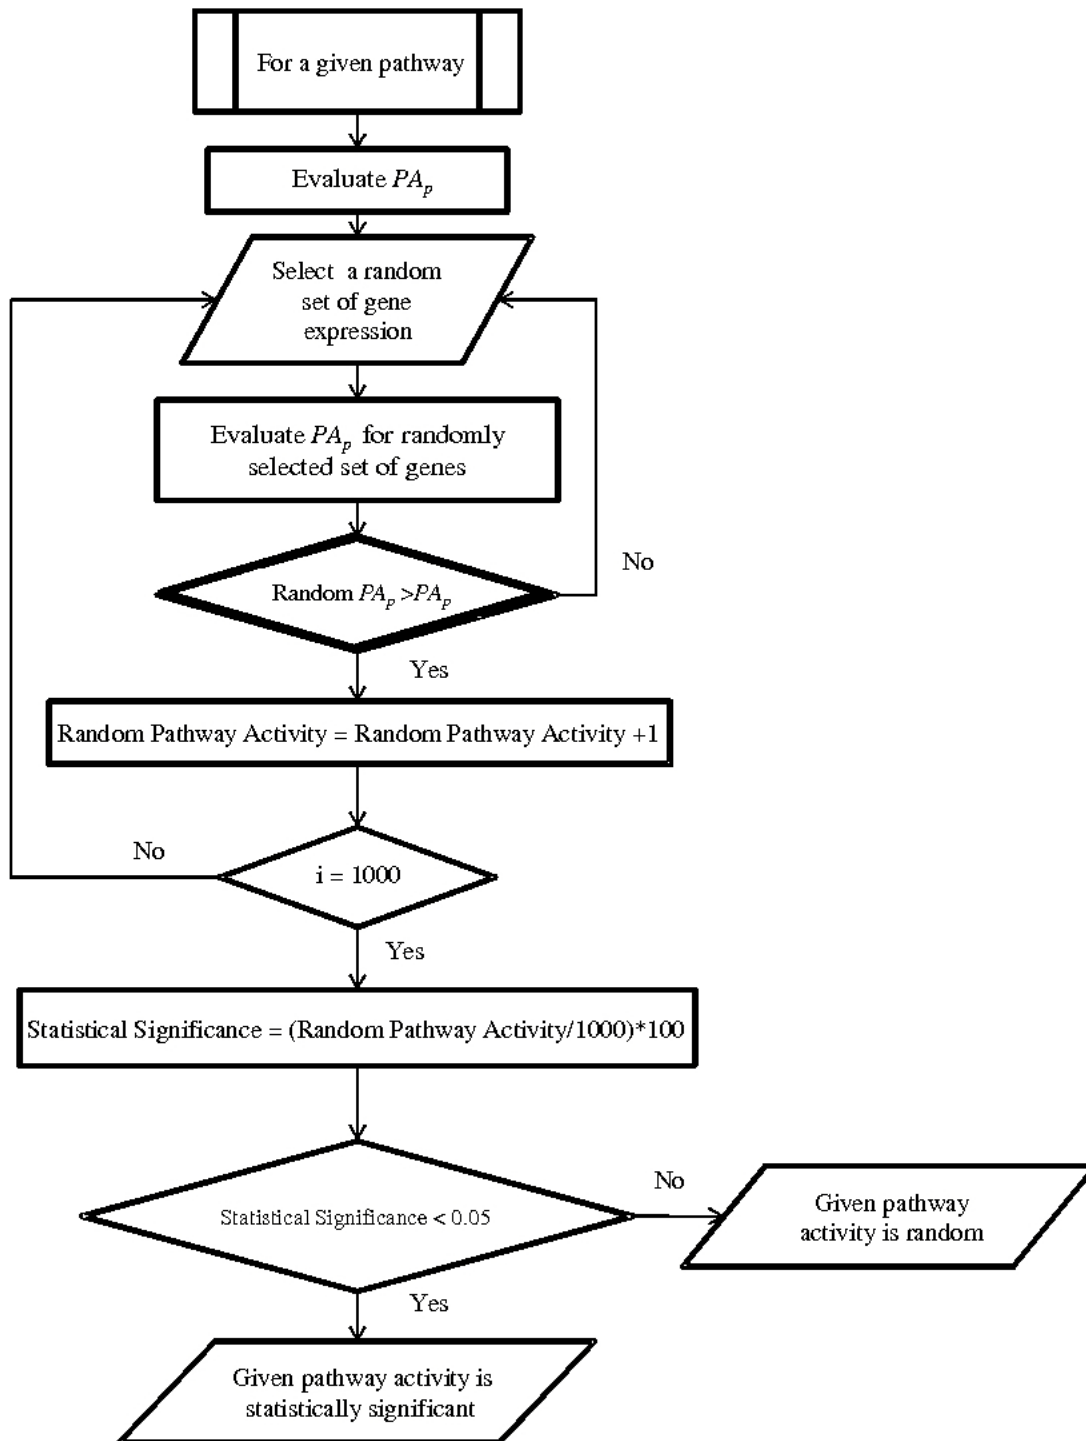 For a given pathway
Evaluate PAp
Select a random
set of gene
expression
Evaluate PAp for randomly
selected set of genes
No
Random PAp >PAp
Yes
Random Pathway Activity = Random Pathway Activity +1
No
i = 1000
Yes
Statistical Significance = (Random Pathway Activity/1000)*100
No
Statistical Significance < 0.05
Given pathway
activity is random
Yes
Given pathway activity is
statistically significant